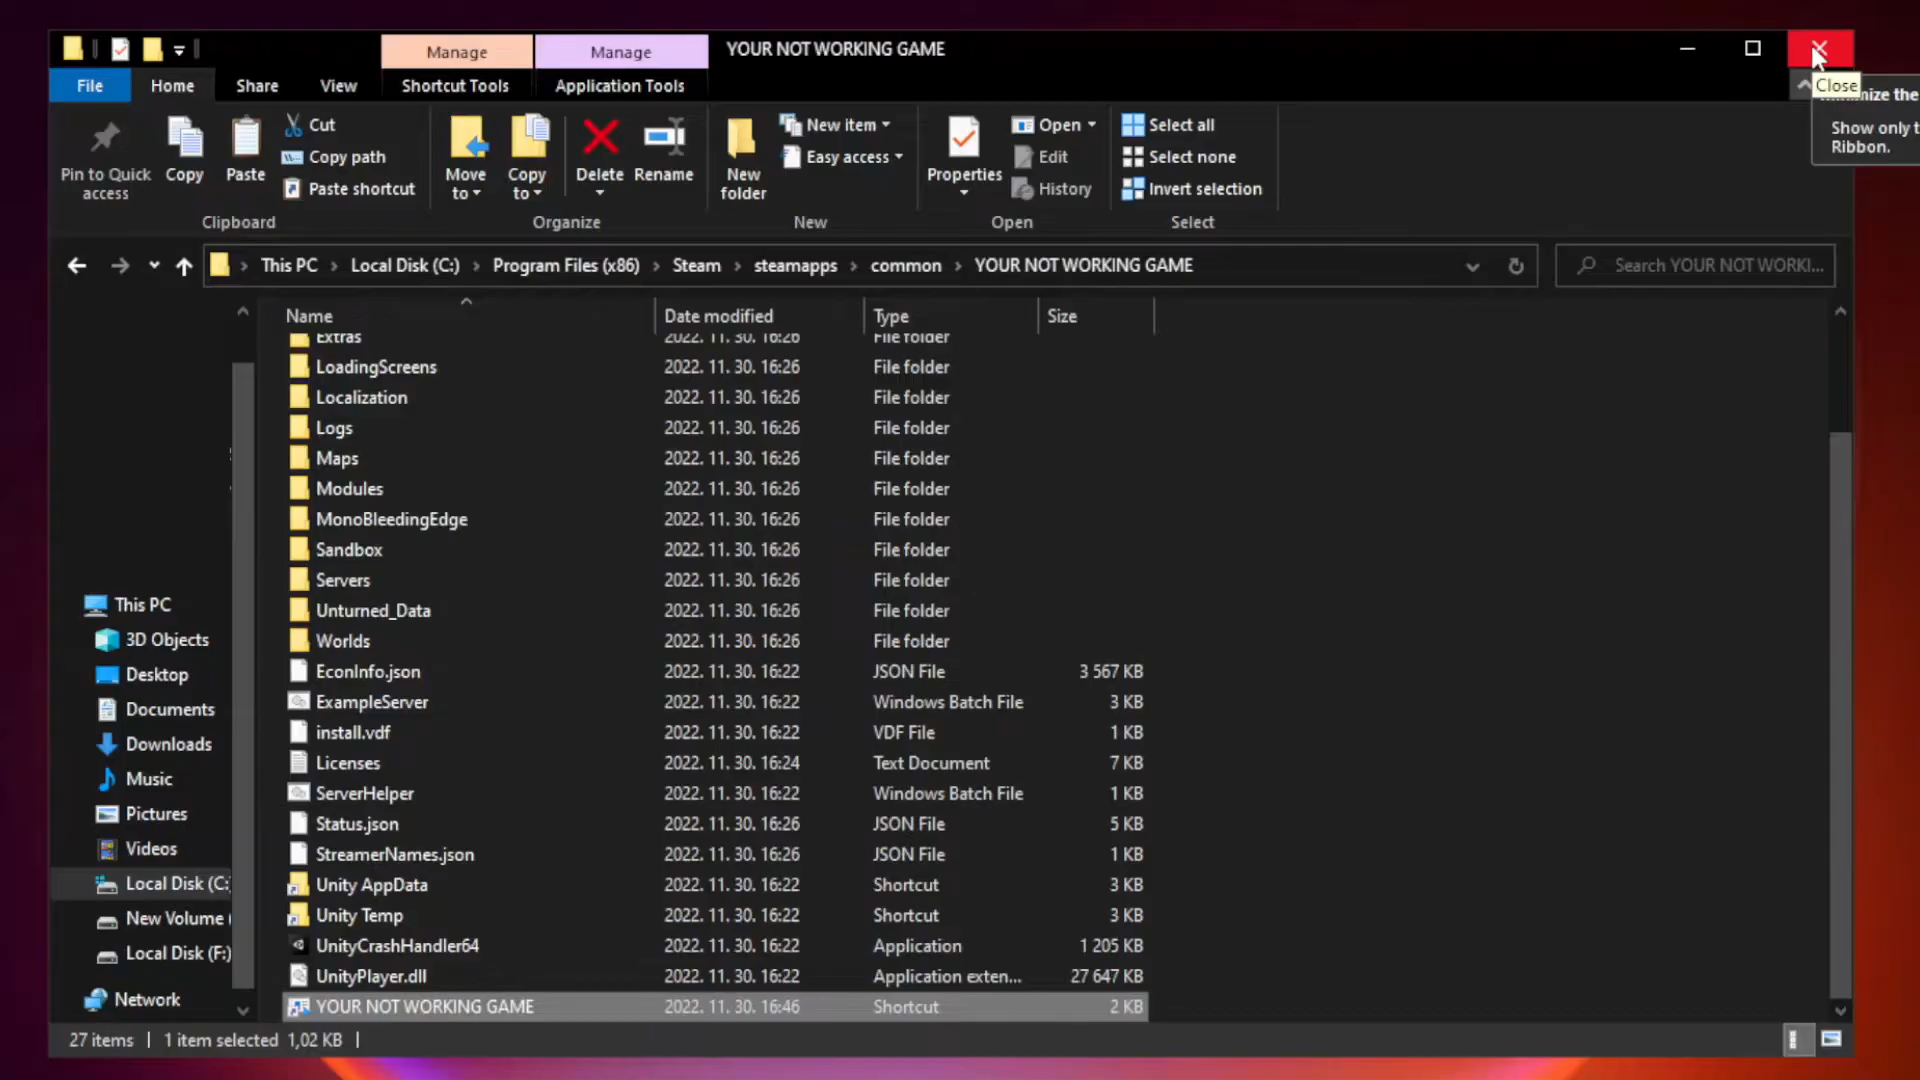 Manage
Manage
YOUR NOT WORKING GAME
File
Home
Share
View
Shortcut Tools
Application Tools
Close
the
Show only t
Ribbon.
Pin to Quick access
Copy
Paste
Cut
Copy path
Paste shortcut
Move to
Copy to
Delete
Rename
New folder
New item
Easy access
Properties
Open
Edit
History
Select all
Select none
Invert selection
Clipboard
Organize
New
Open
Select
This PC > Local Disk (C:) > Program Files (x86) > Steam > steamapps > common > YOUR NOT WORKING GAME
Search YOUR NOT WORKI...
Name Date modified Type Size
Extras 2022. 11. 30. 16:26 File folder
LoadingScreens 2022. 11. 30. 16:26 File folder
Localization 2022. 11. 30. 16:26 File folder
Logs 2022. 11. 30. 16:26 File folder
Maps 2022. 11. 30. 16:26 File folder
Modules 2022. 11. 30. 16:26 File folder
MonoBleedingEdge 2022. 11. 30. 16:26 File folder
Sandbox 2022. 11. 30. 16:26 File folder
Servers 2022. 11. 30. 16:26 File folder
Unturned_Data 2022. 11. 30. 16:26 File folder
Worlds 2022. 11. 30. 16:26 File folder
EconInfo.json 2022. 11. 30. 16:22 JSON File 3 567 KB
ExampleServer 2022. 11. 30. 16:22 Windows Batch File 3 KB
install.vdf 2022. 11. 30. 16:22 VDF File 1 KB
Licenses 2022. 11. 30. 16:24 Text Document 7 KB
ServerHelper 2022. 11. 30. 16:22 Windows Batch File 1 KB
Status.json 2022. 11. 30. 16:26 JSON File 5 KB
StreamerNames.json 2022. 11. 30. 16:26 JSON File 1 KB
Unity AppData 2022. 11. 30. 16:22 Shortcut 3 KB
Unity Temp 2022. 11. 30. 16:22 Shortcut 3 KB
UnityCrashHandler64 2022. 11. 30. 16:22 Application 1 205 KB
UnityPlayer.dll 2022. 11. 30. 16:22 Application exten... 27 647 KB
YOUR NOT WORKING GAME 2022. 11. 30. 16:46 Shortcut 2 KB
This PC
3D Objects
Desktop
Documents
Downloads
Music
Pictures
Videos
Local Disk (C:
New Volume (
Local Disk (F:)
Network
27 items | 1 item selected 1,02 KB |